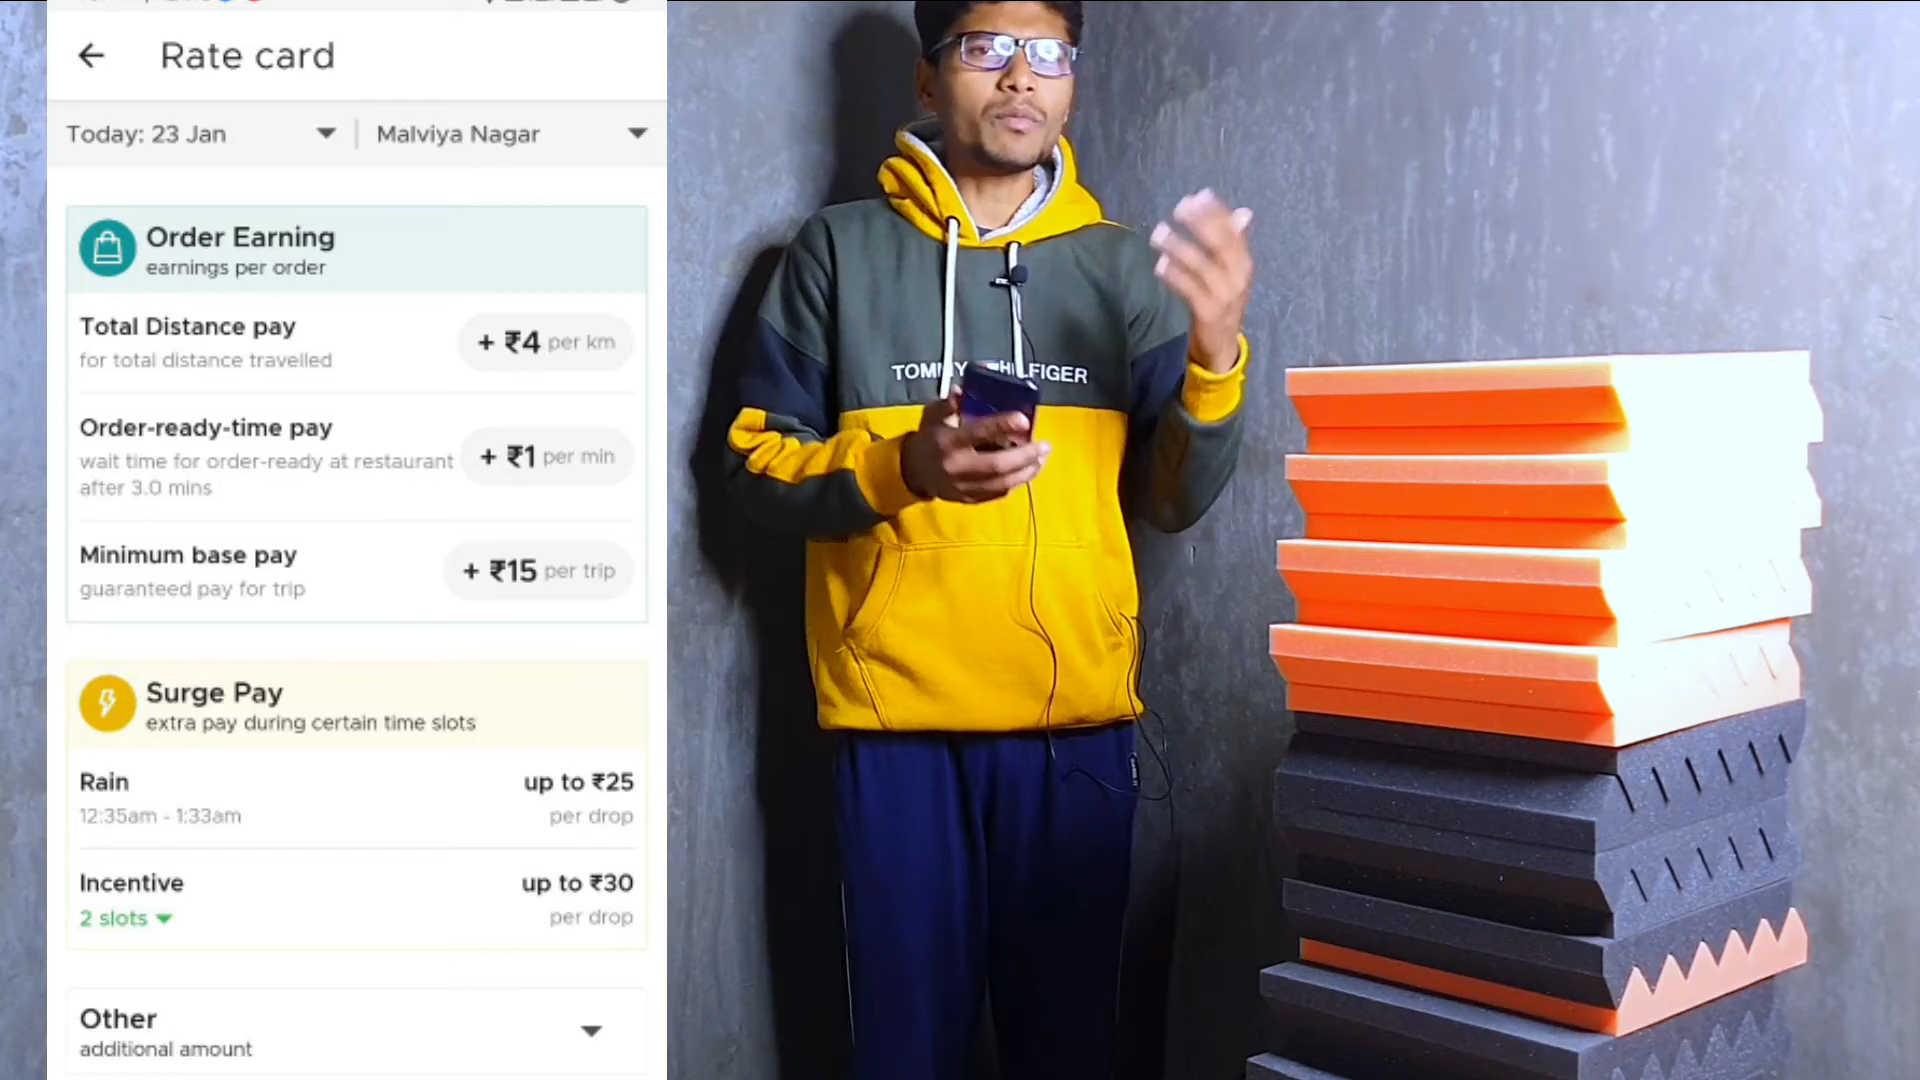 Rate card
Today: 23 Jan
Malviya Nagar
Order Earning
earnings per order
Total Distance pay
for total distance travelled
+ ₹4 per km
Order-ready-time pay
wait time for order-ready at restaurant
after 3.0 mins
+ ₹1 per min
Minimum base pay
guaranteed pay for trip
+ ₹15 per trip
Surge Pay
extra pay during certain time slots
Rain
12:35am - 1:33am
up to ₹25
per drop
Incentive
2 slots
up to ₹30
per drop
Other
additional amount
TOMMY HILFIGER